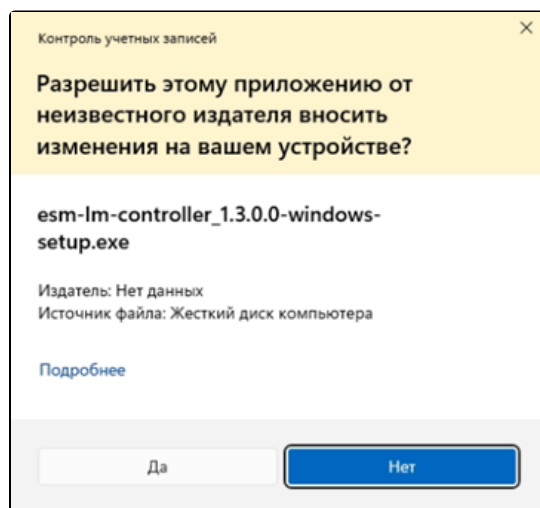 Контроль учетных записей
Разрешить этому приложению от
неизвестного издателя вносить
изменения на вашем устройстве?
esm-lm-controller_1.3.0.0-windows-
setup.exe
Издатель: Нет данных
Источник файла: Жесткий диск компьютера
Подробнее
Да
Нет